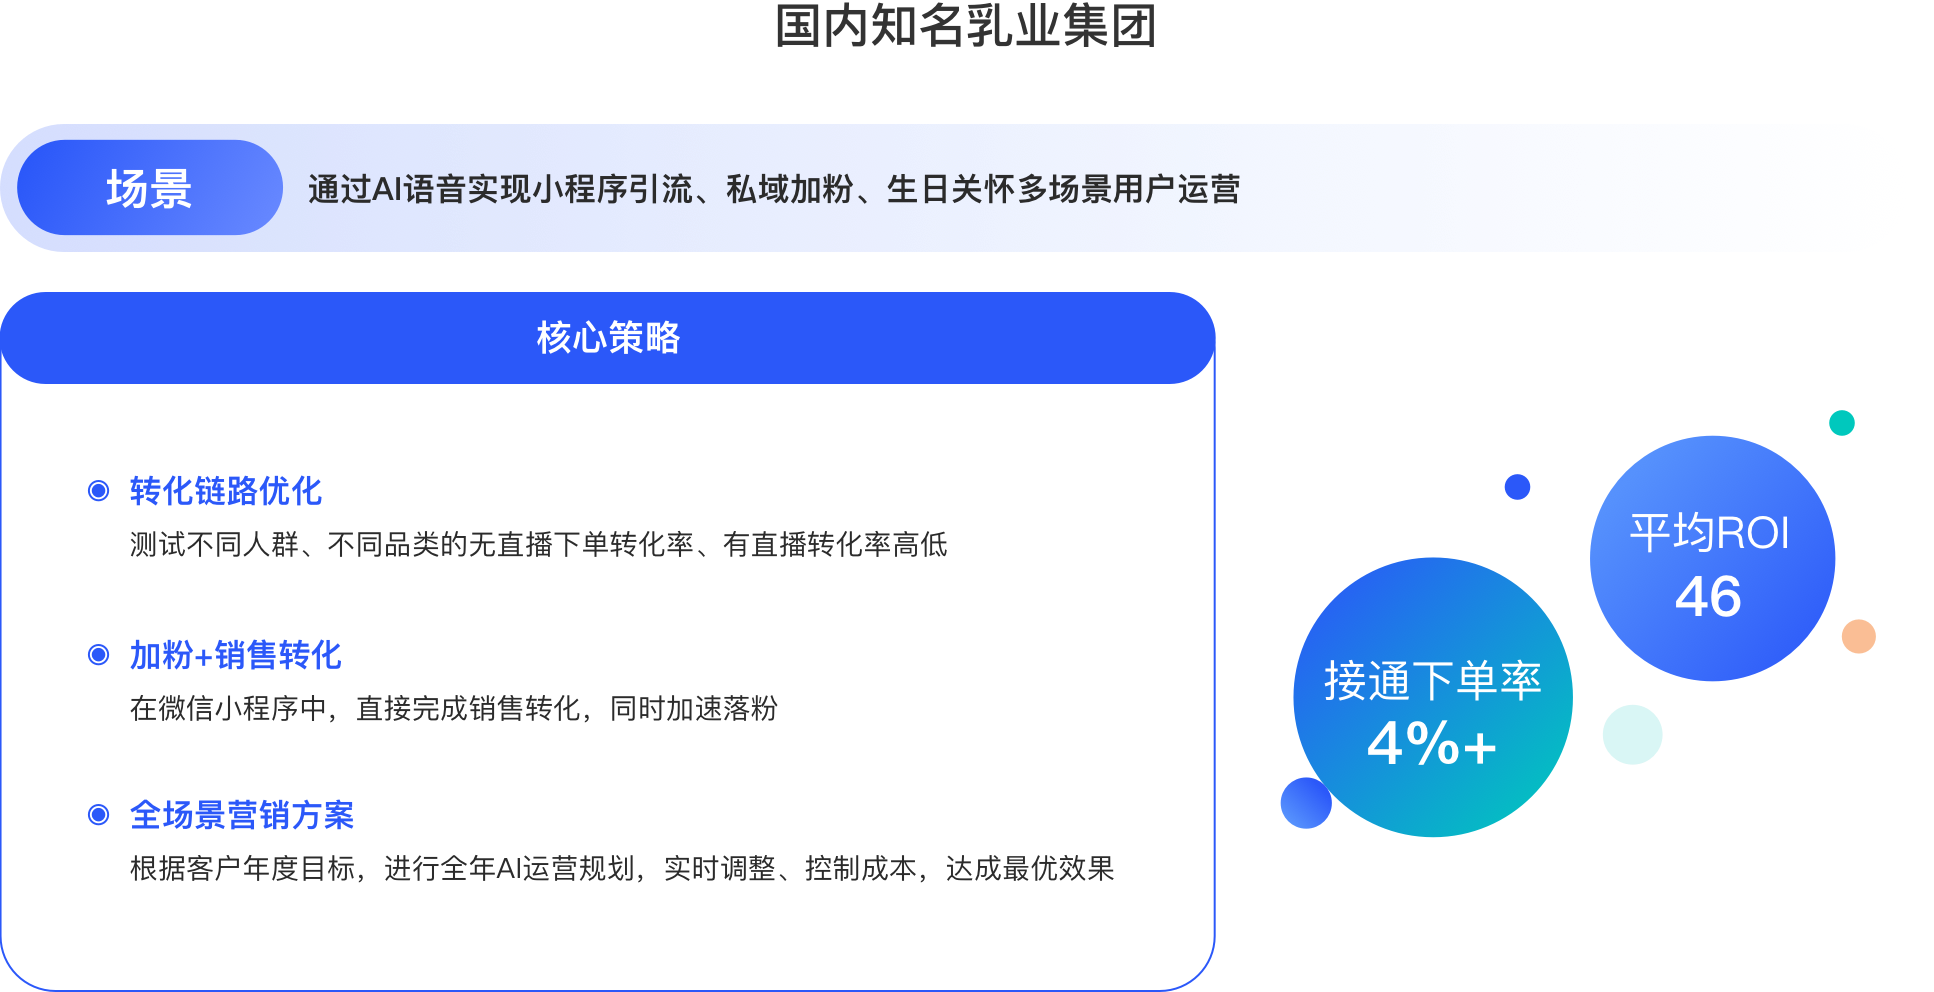 国内知名乳业集团
场景
通过AI语音实现小程序引流、私域加粉、生日关怀多场景用户运营
核心策略
转化链路优化
测试不同人群、不同品类的无直播下单转化率、有直播转化率高低
加粉+销售转化
在微信小程序中，直接完成销售转化，同时加速落粉
全场景营销方案
根据客户年度目标，进行全年AI运营规划，实时调整、控制成本，达成最优效果
平均ROI
46
接通下单率
4%+